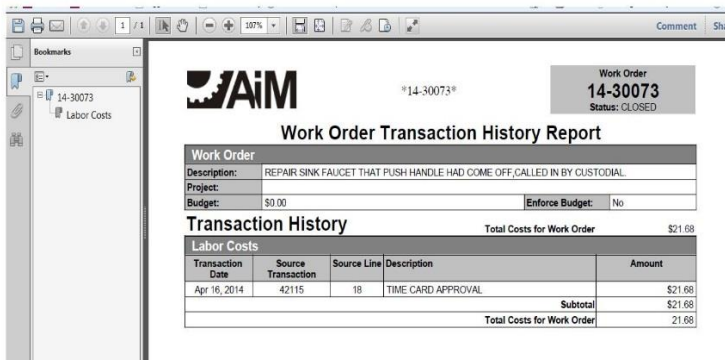 1 / 1
107%
Comment
Sha
Bookmarks
14-30073
Labor Costs
AiM
*14-30073*
Work Order
14-30073
Status: CLOSED
Work Order Transaction History Report
Work Order
Description: REPAIR SINK FAUCET THAT PUSH HANDLE HAD COME OFF,CALLED IN BY CUSTODIAL.
Project:
Budget: $0.00 Enforce Budget: No
Transaction History Total Costs for Work Order $21.68
Labor Costs
Transaction Date Source Transaction Source Line Description Amount
Apr 16, 2014 42115 18 TIME CARD APPROVAL $21.68
Subtotal $21.68
Total Costs for Work Order 21.68